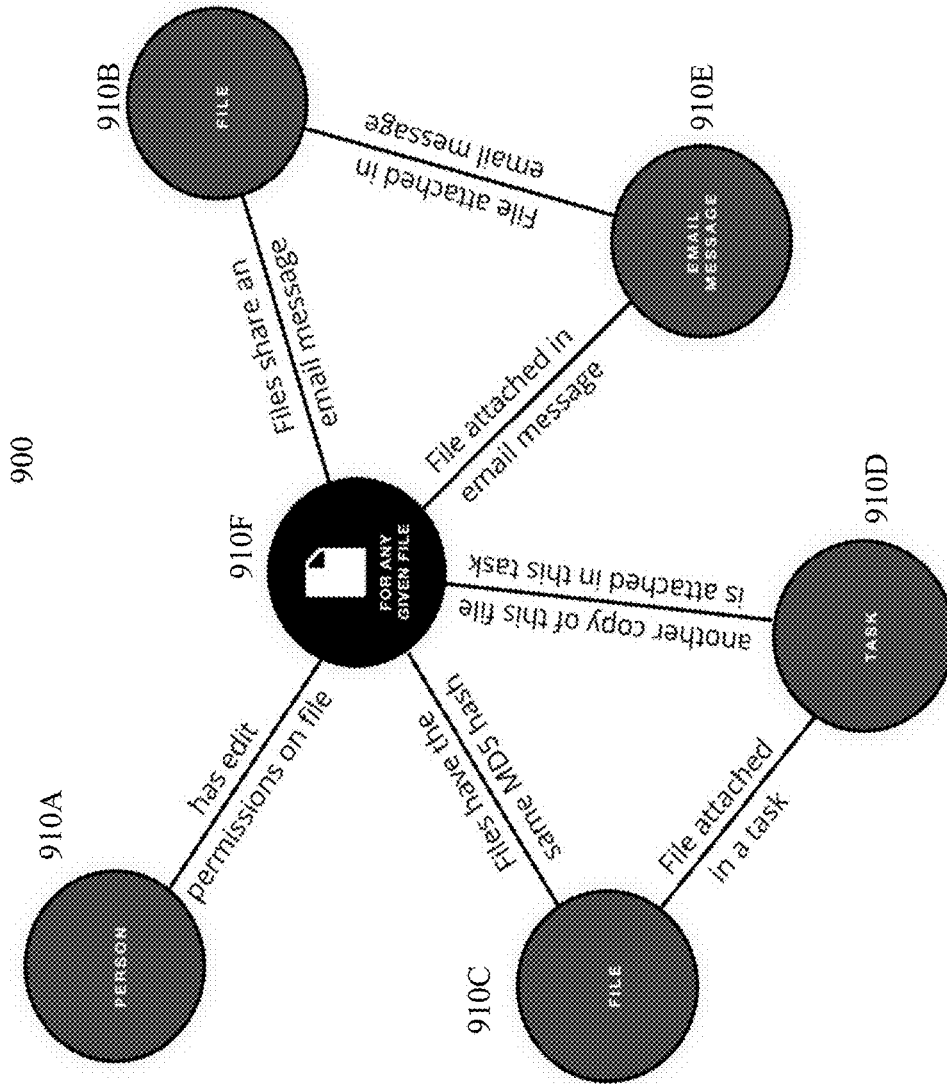 900
910A
PERSON
has edit
permissions on file
910F
FOR ANY
GIVEN FILE
Files share an
email message
910B
FILE
File attached in
email message
File attached in
email message
910E
EMAIL
MESSAGE
910C
FILE
Files have the
same MD5 hash
another copy of this file
is attached in this task
File attached
in a task
910D
TASK